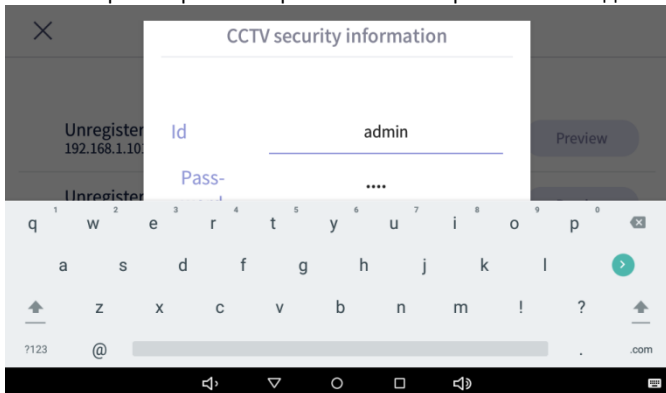 CCTV security information
Unregister
192.168.1.10
Id
admin
Preview
Pass-
••••
Unregister
q 1 w 2 e 3 r 4 t 5 y 6 u 7 i 8 o 9 p 0
a s d f g h j k l
z x c v b n m ! ?
?123 @ . .com